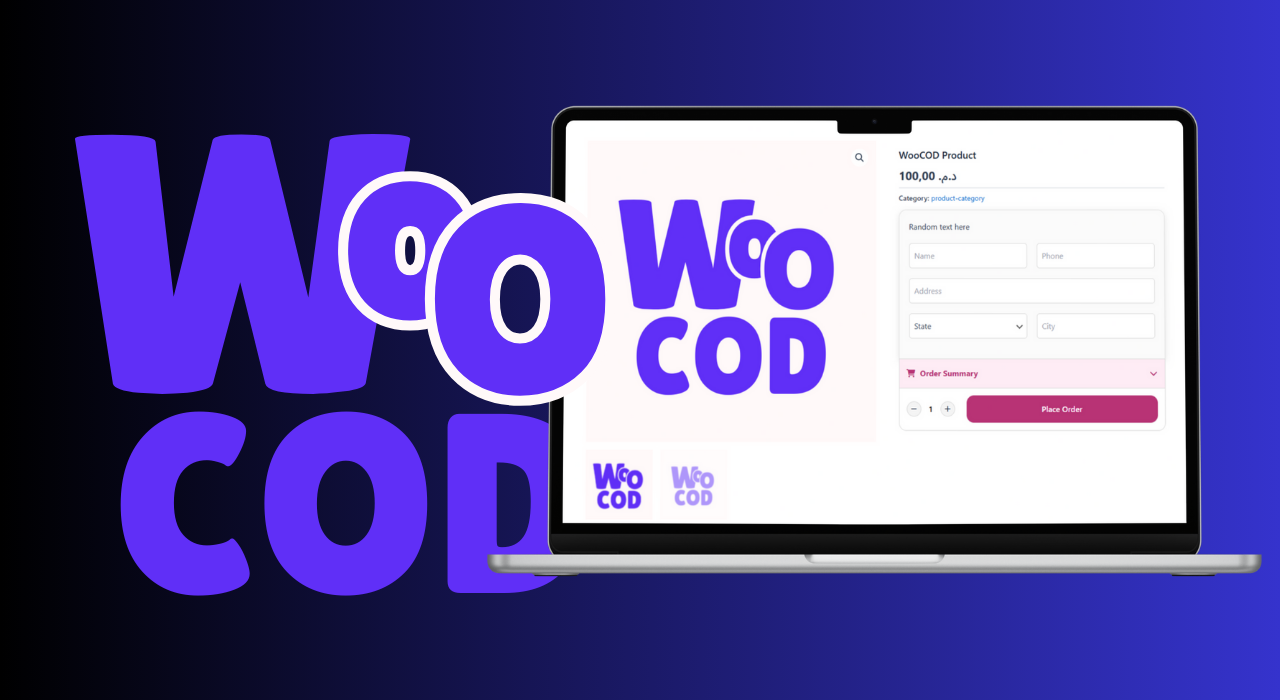 Woo
COD
Woo
COD
Woo
COD
Woo
COD
WooCOD Product
100,00 د.م.
Category: product-category
Random text here
Name
Phone
Address
State
City
Order Summary
1
Place Order